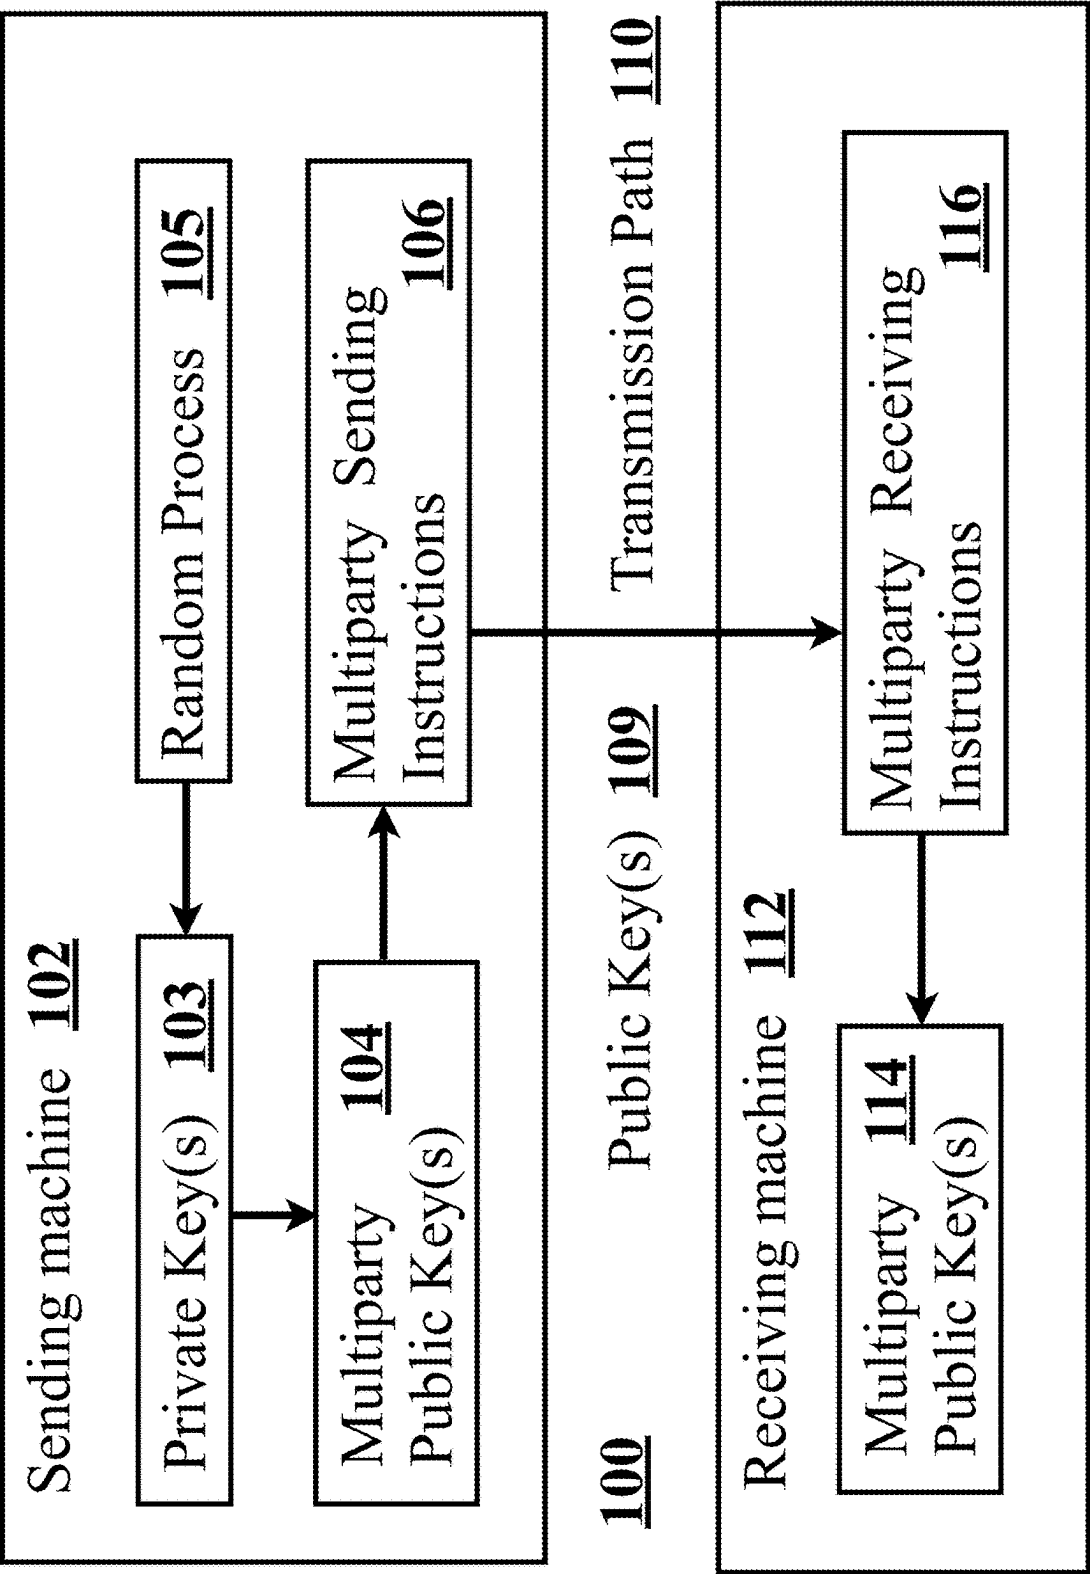 Sending machine 102
Private Key(s) 103
Random Process 105
Multiparty 104
Public Key(s)
Multiparty Sending
Instructions 106
100
Public Key(s) 109
Transmission Path 110
Receiving machine 112
Multiparty 114
Public Key(s)
Multiparty Receiving
Instructions 116